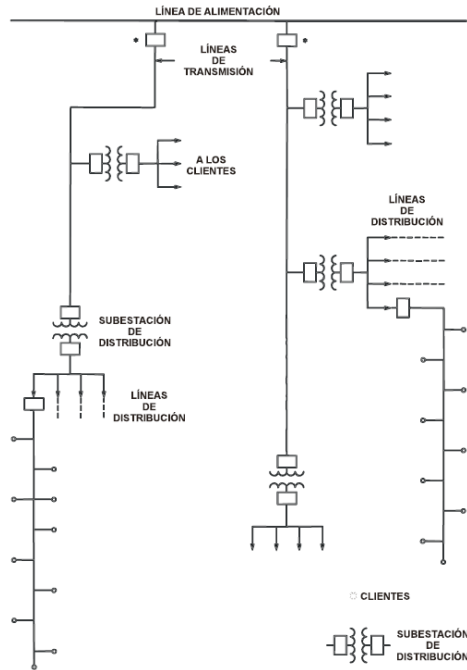 LÍNEA DE ALIMENTACIÓN
LÍNEAS
DE
TRANSMISIÓN
A LOS
CLIENTES
LÍNEAS
DE
DISTRIBUCIÓN
SUBESTACIÓN
DE
DISTRIBUCIÓN
LÍNEAS
DE
DISTRIBUCIÓN
CLIENTES
SUBESTACIÓN
DE
DISTRIBUCIÓN